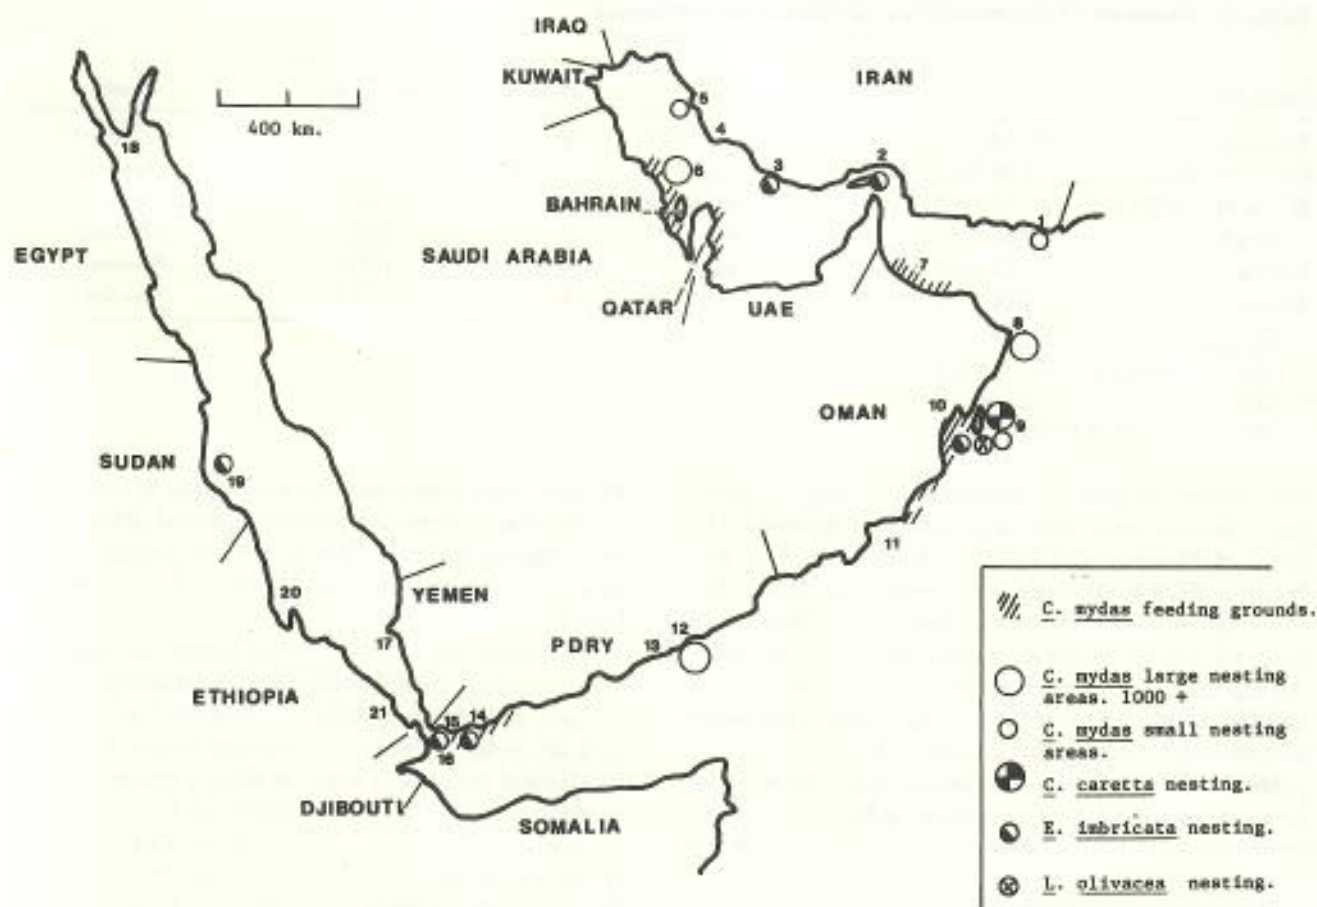 IRAQ
KUWAIT
IRAN
400 km.
18
5
4
6
3
2
1
BAHRAIN
EGYPT
SAUDI ARABIA
QATAR
UAE
7
8
OMAN
10
9
SUDAN
19
11
20
YEMEN
17
PDRY
13
12
ETHIOPIA
21
15
14
16
DJIBOUTI
SOMALIA
C. mydas feeding grounds.
C. mydas large nesting
areas. 1000 +
C. mydas small nesting
areas.
C. caretta nesting.
E. imbricata nesting.
L. olivacea nesting.